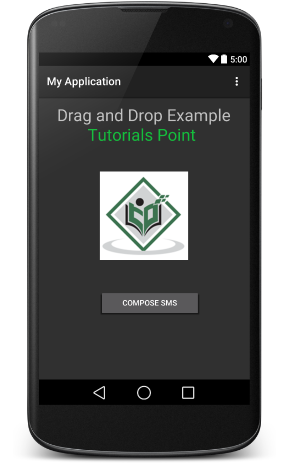 5:00
My Application
Drag and Drop Example
Tutorials Point
COMPOSE SMS